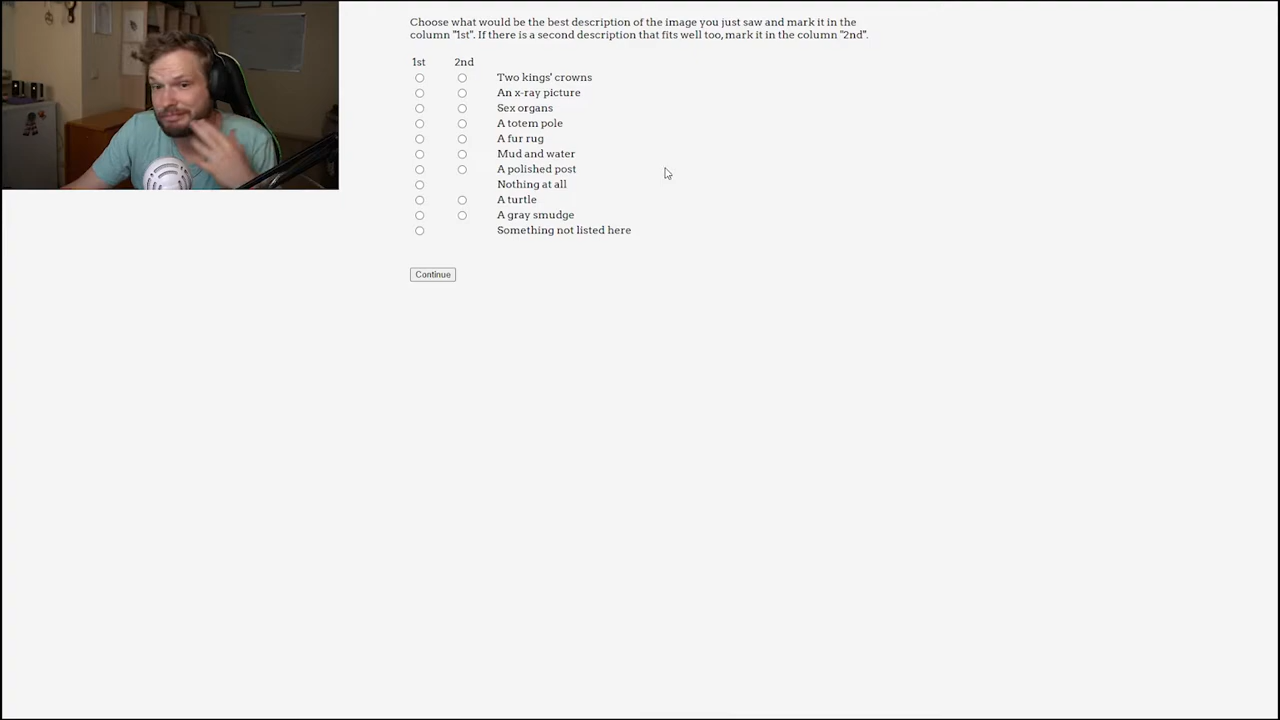 Choose what would be the best description of the image you just saw and mark it in the
column "1st". If there is a second description that fits well too, mark it in the column "2nd".
1st 2nd
Two kings' crowns
An x-ray picture
Sex organs
A totem pole
A fur rug
Mud and water
A polished post
Nothing at all
A turtle
A gray smudge
Something not listed here
Continue